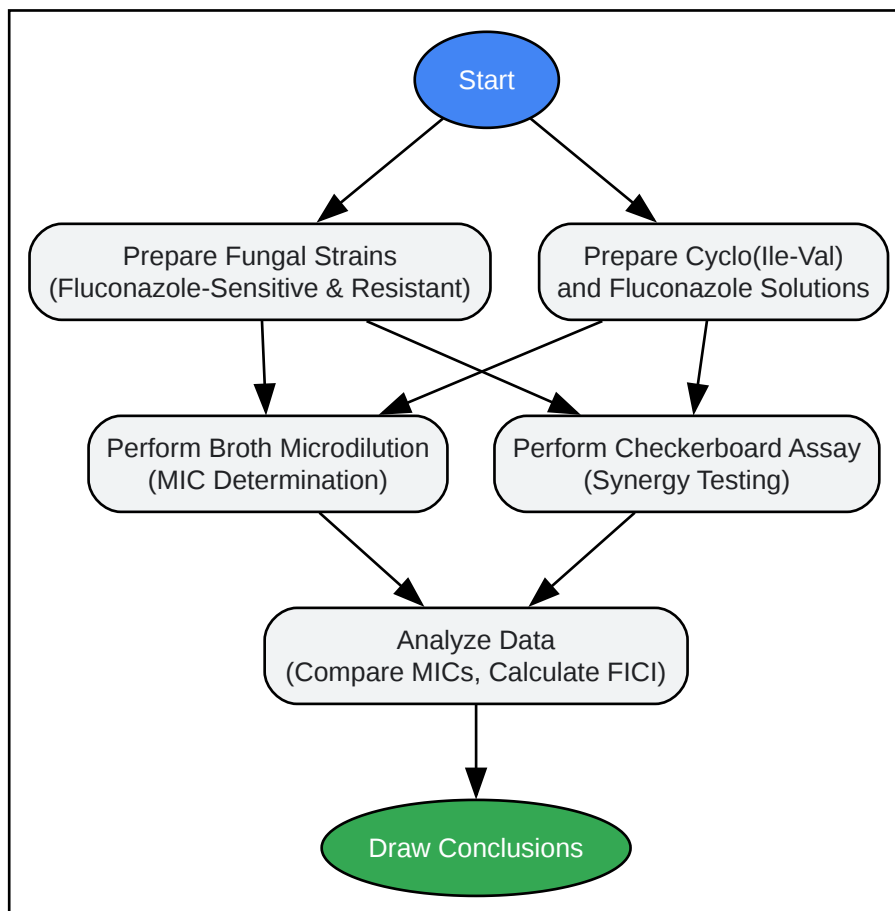 Start
Prepare Fungal Strains
(Fluconazole-Sensitive & Resistant)
Prepare Cyclo(Ile-Val)
and Fluconazole Solutions
Perform Broth Microdilution
(MIC Determination)
Perform Checkerboard Assay
(Synergy Testing)
Analyze Data
(Compare MICs, Calculate FICI)
Draw Conclusions